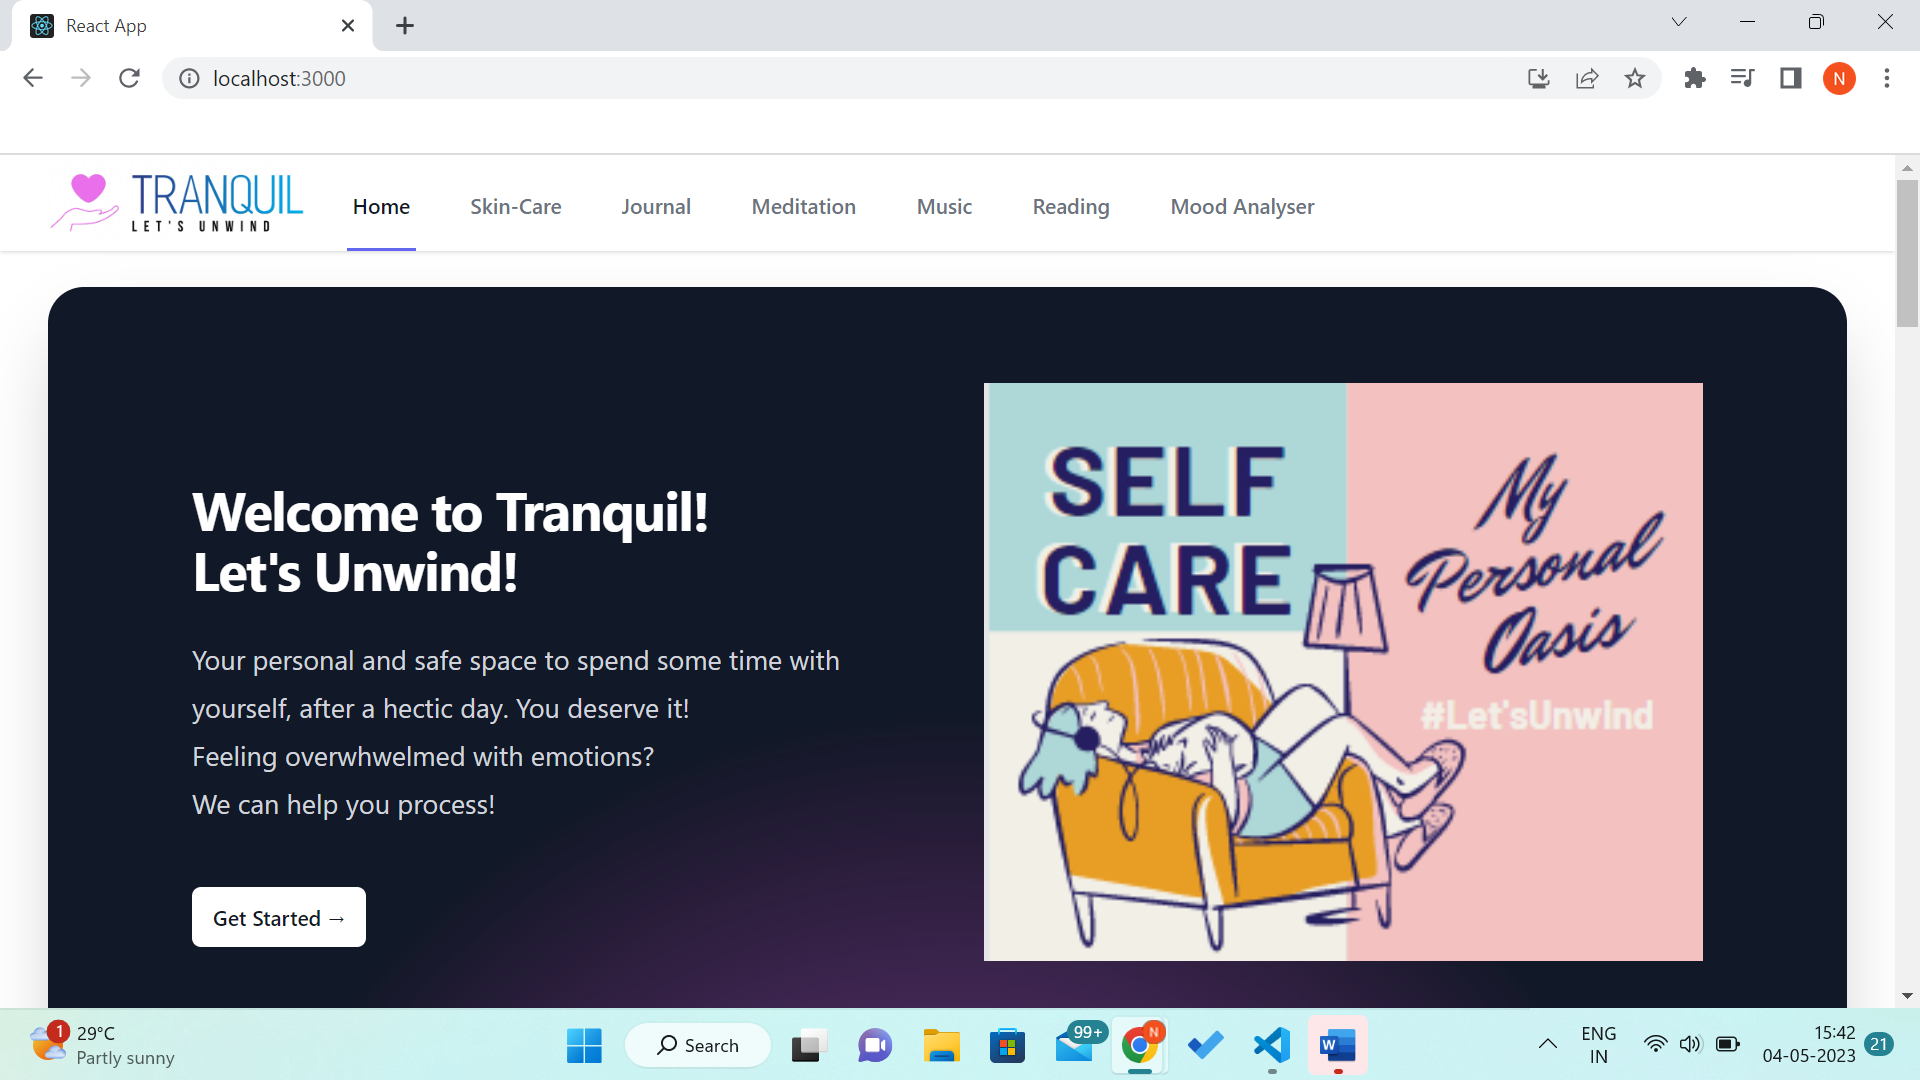 React App
localhost:3000
N
TRANQUIL
LET'S UNWIND
Home
Skin-Care
Journal
Meditation
Music
Reading
Mood Analyser
Welcome to Tranquil!
Let's Unwind!
Your personal and safe space to spend some time with
yourself, after a hectic day. You deserve it!
Feeling overwhwelmed with emotions?
We can help you process!
Get Started →
SELF
CARE
My
Personal
Oasis
#Let'sUnwind
1
29°C
Partly sunny
Search
99+
N
W
ENG
IN
15:42
04-05-2023
21